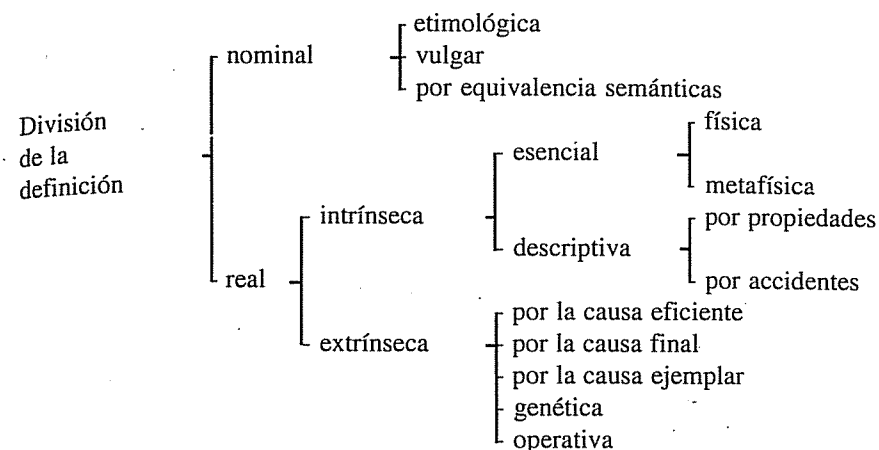 División
de la
definición
nominal
etimológica
vulgar
por equivalencia semánticas
real
intrínseca
esencial
física
metafísica
descriptiva
por propiedades
por accidentes
extrínseca
por la causa eficiente
por la causa final
por la causa ejemplar
genética
operativa